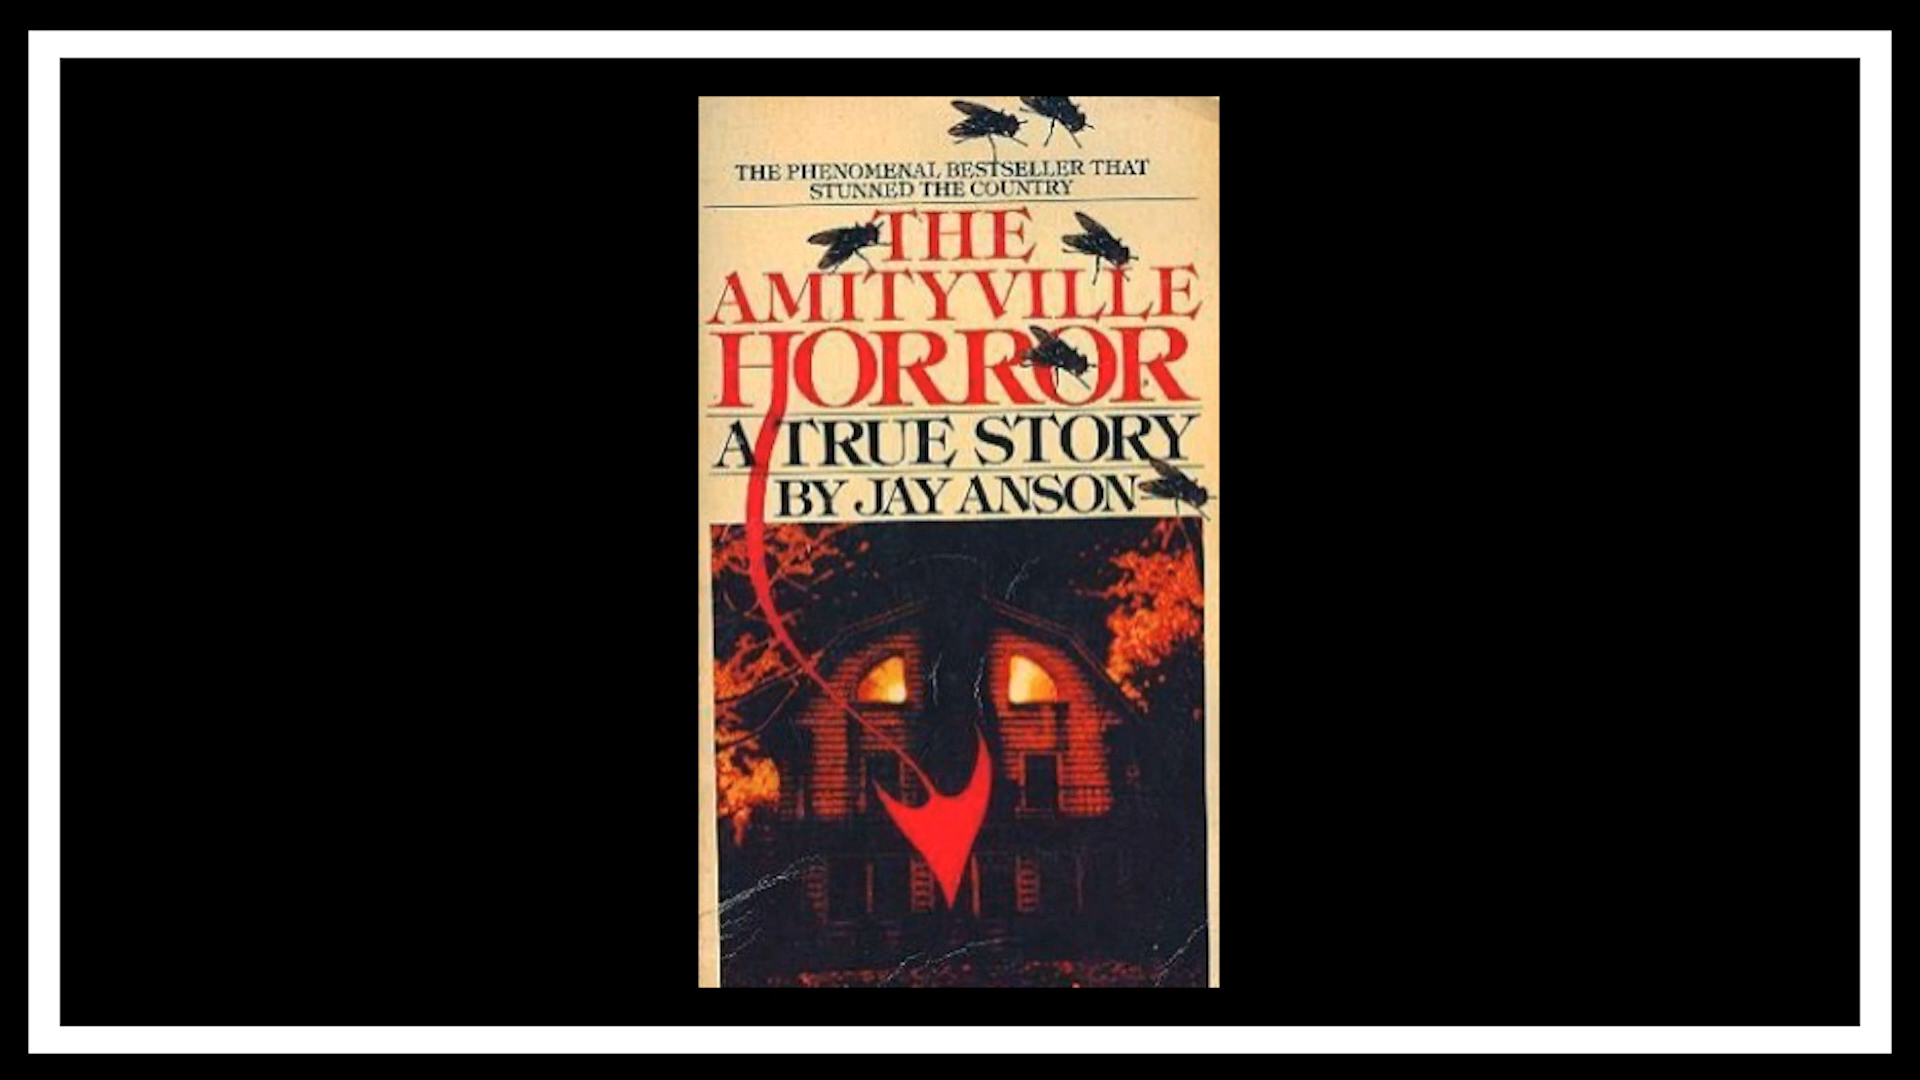 THE PHENOMENAL BESTSELLER THAT
STUNNED THE COUNTRY
THE
AMITYVILLE
HORROR
A TRUE STORY
BY JAY ANSON